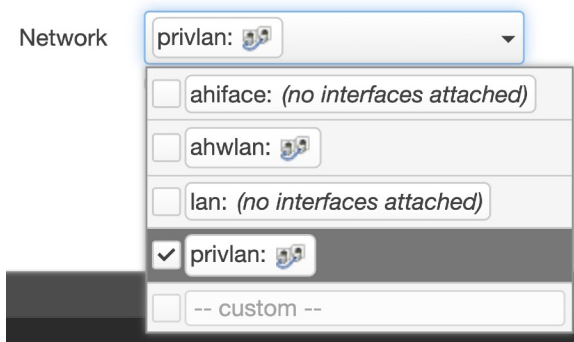 Network privlan:
ahiface: (no interfaces attached)
ahwlan:
lan: (no interfaces attached)
privlan:
-- custom --